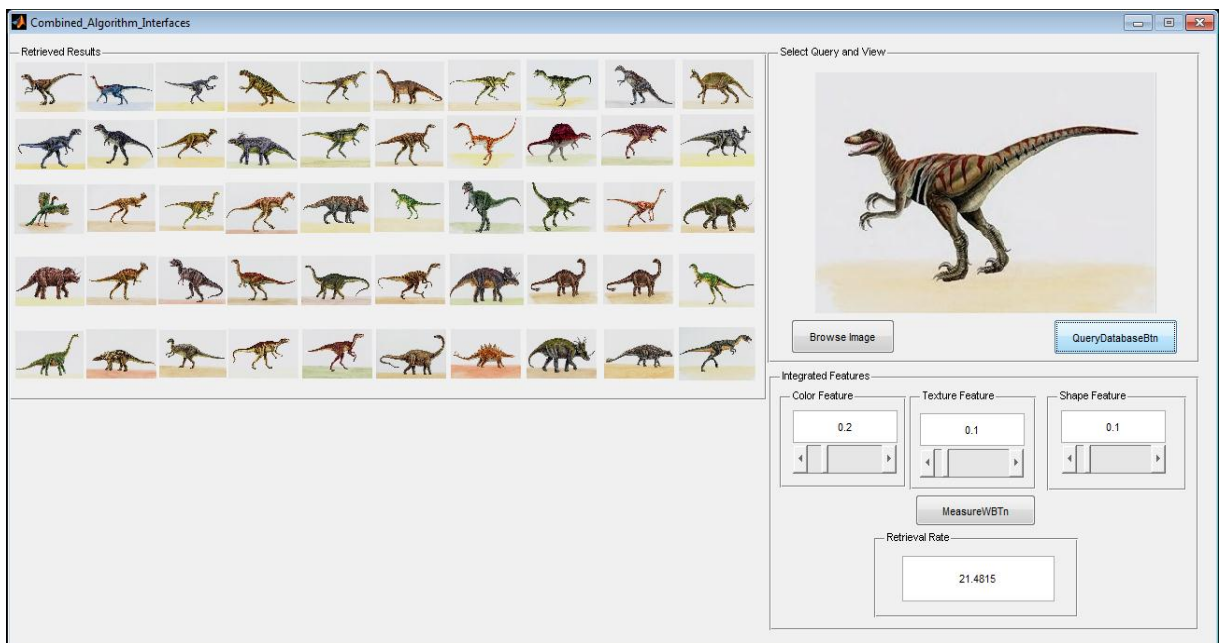 Combined_Algorithm_Interfaces
Retrieved Results
Select Query and View
Browse Image
QueryDatabaseBtn
Integrated Features
Color Feature
Texture Feature
Shape Feature
0.2
0.1
0.1
MeasureWBTn
Retrieval Rate
21.4815